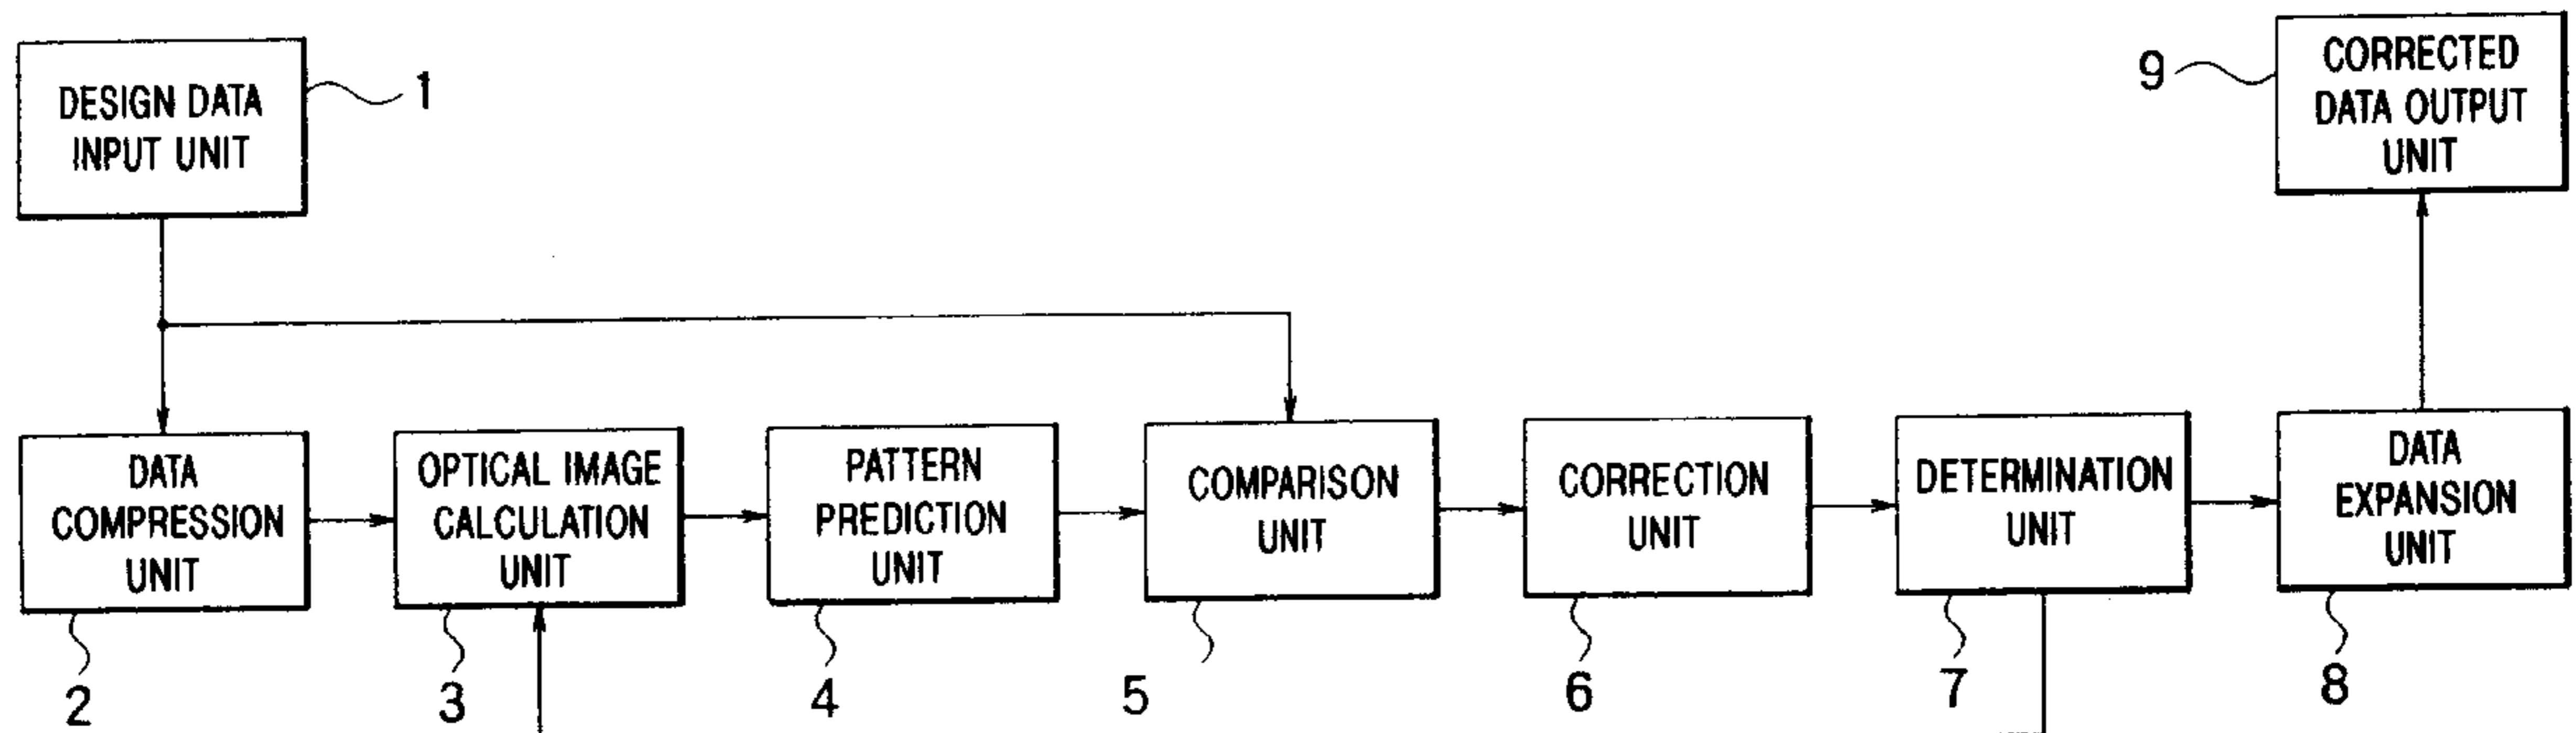 DESIGN DATA
INPUT UNIT
1
9
CORRECTED
DATA OUTPUT
UNIT
DATA
COMPRESSION
UNIT
2
OPTICAL IMAGE
CALCULATION
UNIT
3
PATTERN
PREDICTION
UNIT
4
COMPARISON
UNIT
5
CORRECTION
UNIT
6
DETERMINATION
UNIT
7
DATA
EXPANSION
UNIT
8